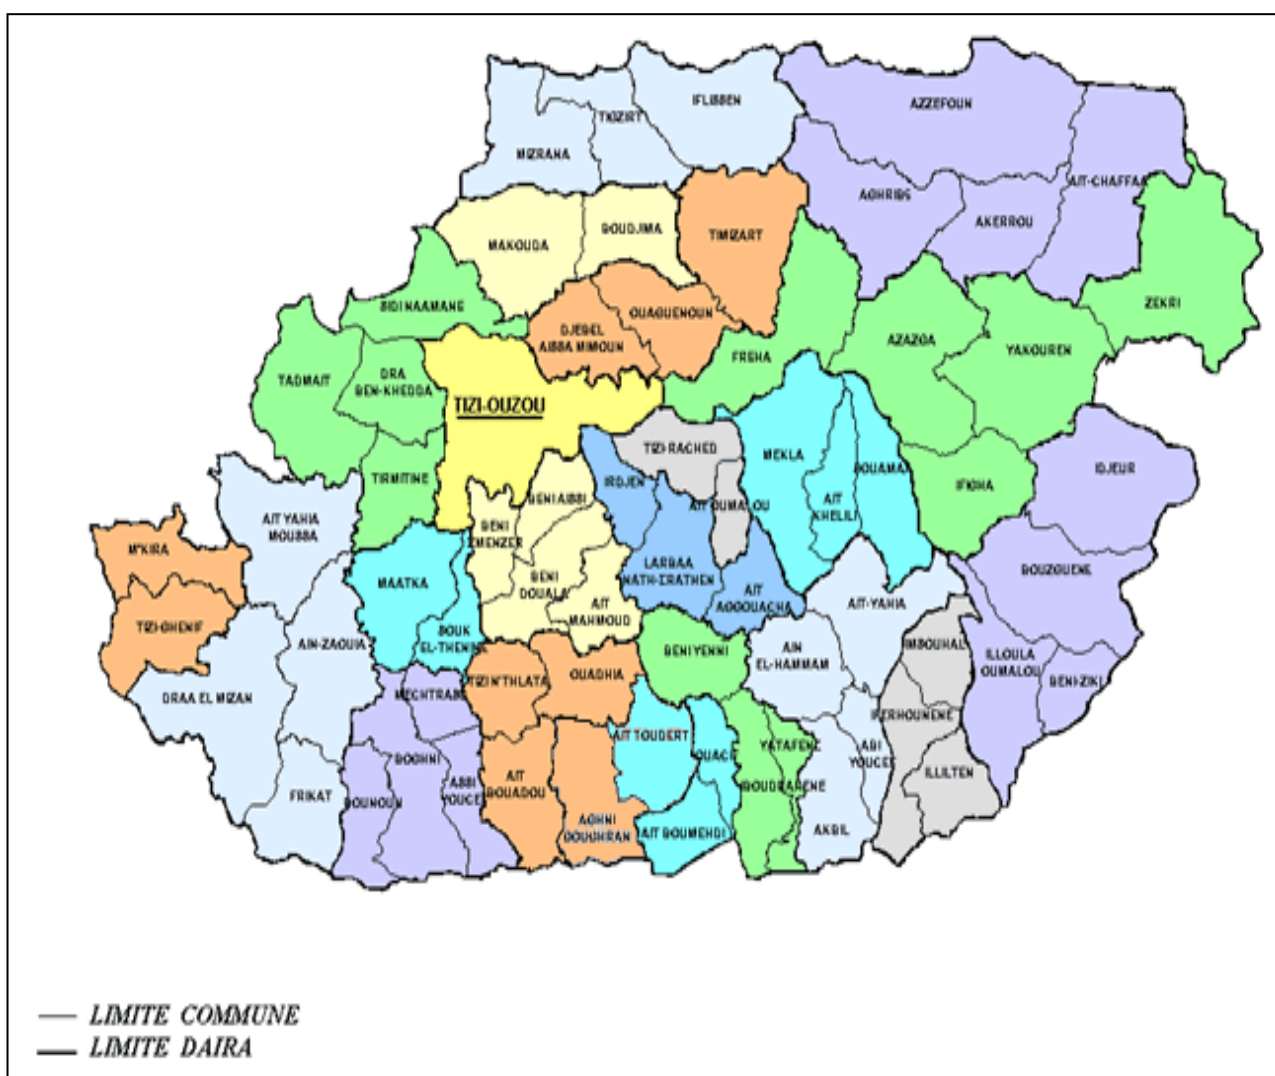 IFLISSEN
TIGZIRT
MIZRANA
AZZEFOUN
AIT-CHAFFAA
AGHRIBS
AKERROU
ZEKRI
MAKOUDA
BOUDJIMA
TIMIZART
SIDI NAAMANE
OUAGUENOUN
DJEBEL
AISSA MIMOUN
FREHA
AZAZGA
YAKOUREN
TADMAIT
DRA
BEN-KHEDDA
TIZI-OUZOU
TIRMITINE
TIZI-RACHED
MEKLA
IRDJEN
AIT OUMALOU
AIT
KHELILI
SOUAMAA
IFIGHA
IDJEUR
BENI AISSI
BENI
ZMENZER
BENI
DOUALA
AIT
MAHMOUD
LARBAA
NATH-IRATHEN
AIT
AGGOUACHA
AIT YAHIA
MOUSSA
M'KIRA
TIZI-GHENIF
MAATKA
SOUK
EL-THENINE
AIN-ZAOUIA
DRAA EL MIZAN
FRIKAT
BOUNOUH
BOGHNI
MECHTRAS
ASSI
YOUCEF
TIZI N'THLATA
OUADHIA
AIT
BOUADOU
AGHNI
GOUGHRAN
BENI YENNI
AIT TOUDERT
OUACIF
AIT BOUMEHDI
YATAFENE
BOUDRARENE
AIN
EL-HAMMAM
AIT-YAHIA
ABI
YOUCEF
AKBIL
IMSOUHAL
IFERHOUNENE
ILLILTEN
BOUZGUENE
ILLOULA
OUMALOU
BENI-ZIKI
LIMITE COMMUNE
LIMITE DAIRA